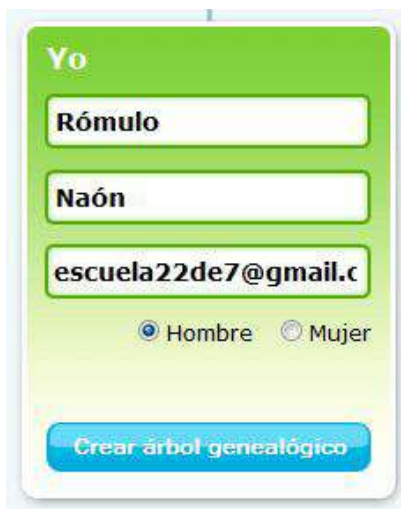 Yo
Rómulo
Naón
escuela22de7@gmail.c
Hombre Mujer
Crear árbol genealógico